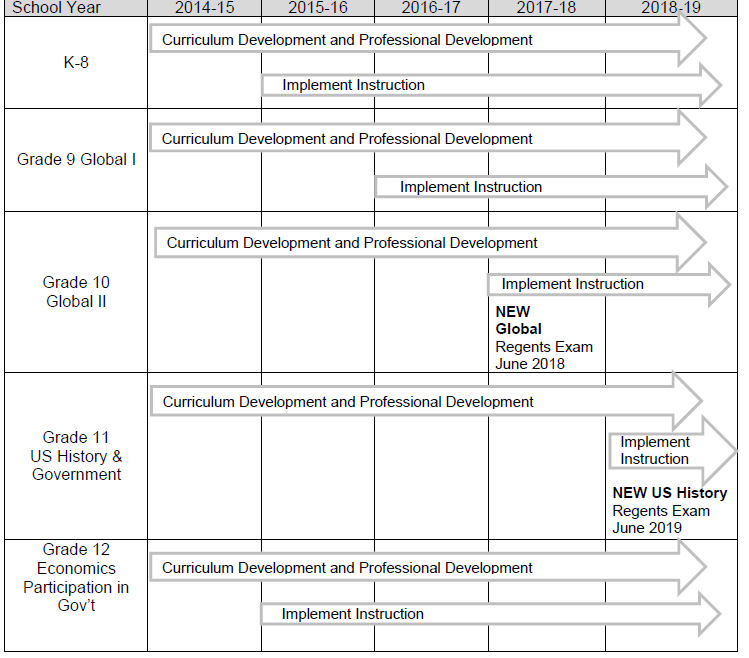 School Year 2014-15 2015-16 2016-17 2017-18 2018-19
K-8
Curriculum Development and Professional Development
Implement Instruction
Grade 9 Global I
Curriculum Development and Professional Development
Implement Instruction
Grade 10
Global II
Curriculum Development and Professional Development
Implement Instruction
NEW
Global
Regents Exam
June 2018
Grade 11
US History &
Government
Curriculum Development and Professional Development
Implement
Instruction
NEW US History
Regents Exam
June 2019
Grade 12
Economics
Participation in
Gov't
Curriculum Development and Professional Development
Implement Instruction